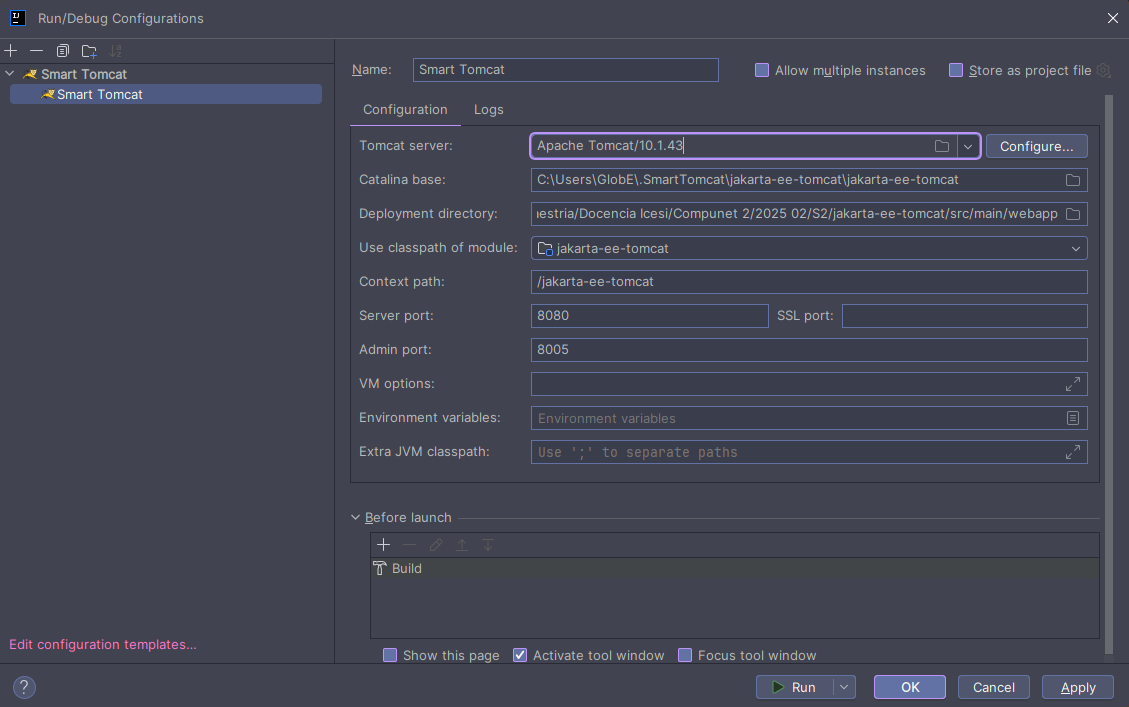 Run/Debug Configurations
Smart Tomcat
Smart Tomcat
Edit configuration templates...
Name: Smart Tomcat Allow multiple instances Store as project file
Configuration Logs
Tomcat server: Apache Tomcat/10.1.43 Configure...
Catalina base: C:\Users\GlobE\.SmartTomcat\jakarta-ee-tomcat\jakarta-ee-tomcat
Deployment directory: estria/Docencia Icesi/Compunet 2/2025 02/S2/jakarta-ee-tomcat/src/main/webapp
Use classpath of module: jakarta-ee-tomcat
Context path: /jakarta-ee-tomcat
Server port: 8080 SSL port:
Admin port: 8005
VM options:
Environment variables: Environment variables
Extra JVM classpath: Use ';' to separate paths
Before launch
Build
Show this page Activate tool window Focus tool window
? Run OK Cancel Apply